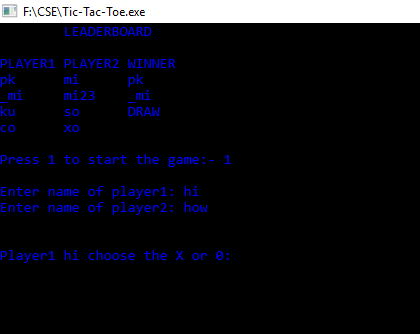 F:\CSE\Tic-Tac-Toe.exe
LEADERBOARD
PLAYER1 PLAYER2 WINNER
pk mi pk
_mi mi23 _mi
ku so DRAW
co xo
Press 1 to start the game:- 1
Enter name of player1: hi
Enter name of player2: how
Player1 hi choose the X or 0: